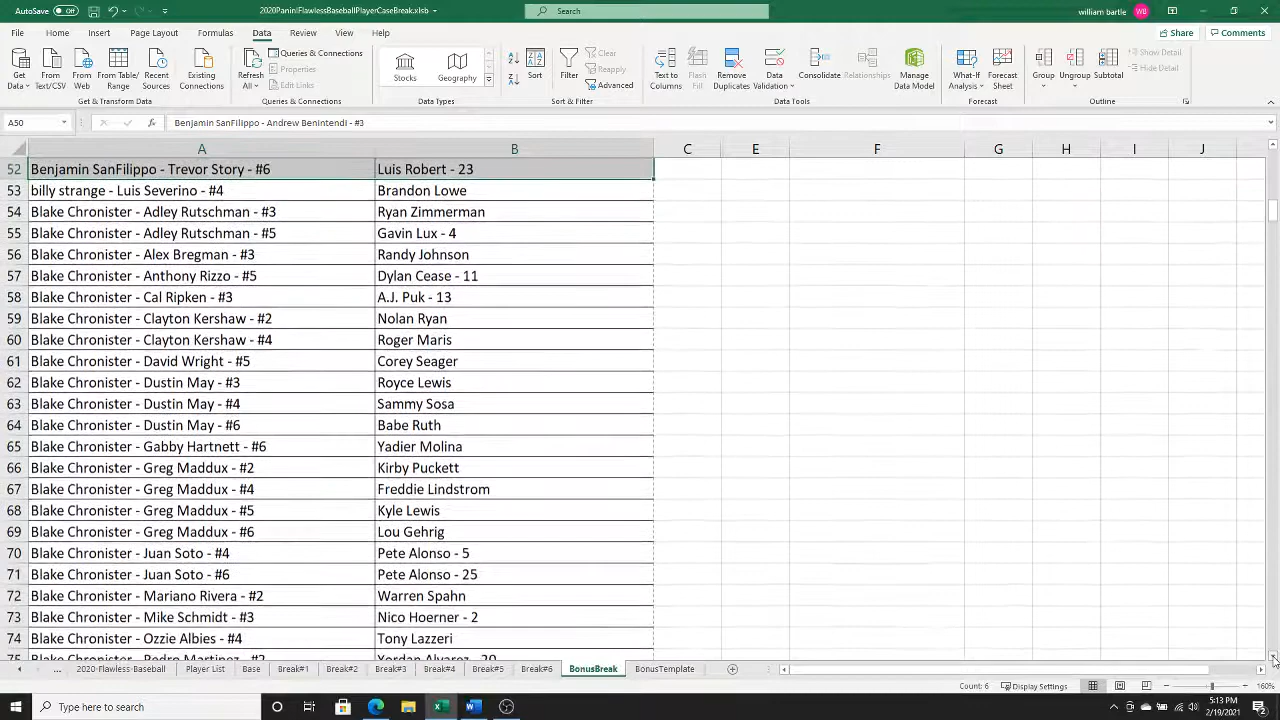 AutoSave Off 2020PaniniFlawlessBaseballPlayerCaseBreak.xlsb Search william bartle WB
File Home Insert Page Layout Formulas Data Review View Help Share Comments
Get Data From Text/CSV From Web From Table/ Range Recent Sources Existing Connections Refresh All Queries & Connections Properties Edit Links Stocks Geography Sort Filter Clear Reapply Advanced Text to Columns Flash Fill Remove Duplicates Data Validation Consolidate Relationships Manage Data Model What-If Analysis Forecast Sheet Group Ungroup Subtotal Show Detail Hide Detail
Get & Transform Data Queries & Connections Data Types Sort & Filter Data Tools Forecast Outline
A50 fx Benjamin SanFilippo - Andrew Benintendi - #3
A B C E F G H I J
52 Benjamin SanFilippo - Trevor Story - #6 Luis Robert - 23
53 billy strange - Luis Severino - #4 Brandon Lowe
54 Blake Chronister - Adley Rutschman - #3 Ryan Zimmerman
55 Blake Chronister - Adley Rutschman - #5 Gavin Lux - 4
56 Blake Chronister - Alex Bregman - #3 Randy Johnson
57 Blake Chronister - Anthony Rizzo - #5 Dylan Cease - 11
58 Blake Chronister - Cal Ripken - #3 A.J. Puk - 13
59 Blake Chronister - Clayton Kershaw - #2 Nolan Ryan
60 Blake Chronister - Clayton Kershaw - #4 Roger Maris
61 Blake Chronister - David Wright - #5 Corey Seager
62 Blake Chronister - Dustin May - #3 Royce Lewis
63 Blake Chronister - Dustin May - #4 Sammy Sosa
64 Blake Chronister - Dustin May - #6 Babe Ruth
65 Blake Chronister - Gabby Hartnett - #6 Yadier Molina
66 Blake Chronister - Greg Maddux - #2 Kirby Puckett
67 Blake Chronister - Greg Maddux - #4 Freddie Lindstrom
68 Blake Chronister - Greg Maddux - #5 Kyle Lewis
69 Blake Chronister - Greg Maddux - #6 Lou Gehrig
70 Blake Chronister - Juan Soto - #4 Pete Alonso - 5
71 Blake Chronister - Juan Soto - #6 Pete Alonso - 25
72 Blake Chronister - Mariano Rivera - #2 Warren Spahn
73 Blake Chronister - Mike Schmidt - #3 Nico Hoerner - 2
74 Blake Chronister - Ozzie Albies - #4 Tony Lazzeri
75 Blake Chronister - Pedro Martinez - #2 Yordan Alvarez - 20
... 2020-Flawless-Baseball Player List Base Break#1 Break#2 Break#3 Break#4 Break#5 Break#6 BonusBreak BonusTemplate
Count: 6 Display Settings 160%
Type here to search 5:13 PM
2/19/2021 2